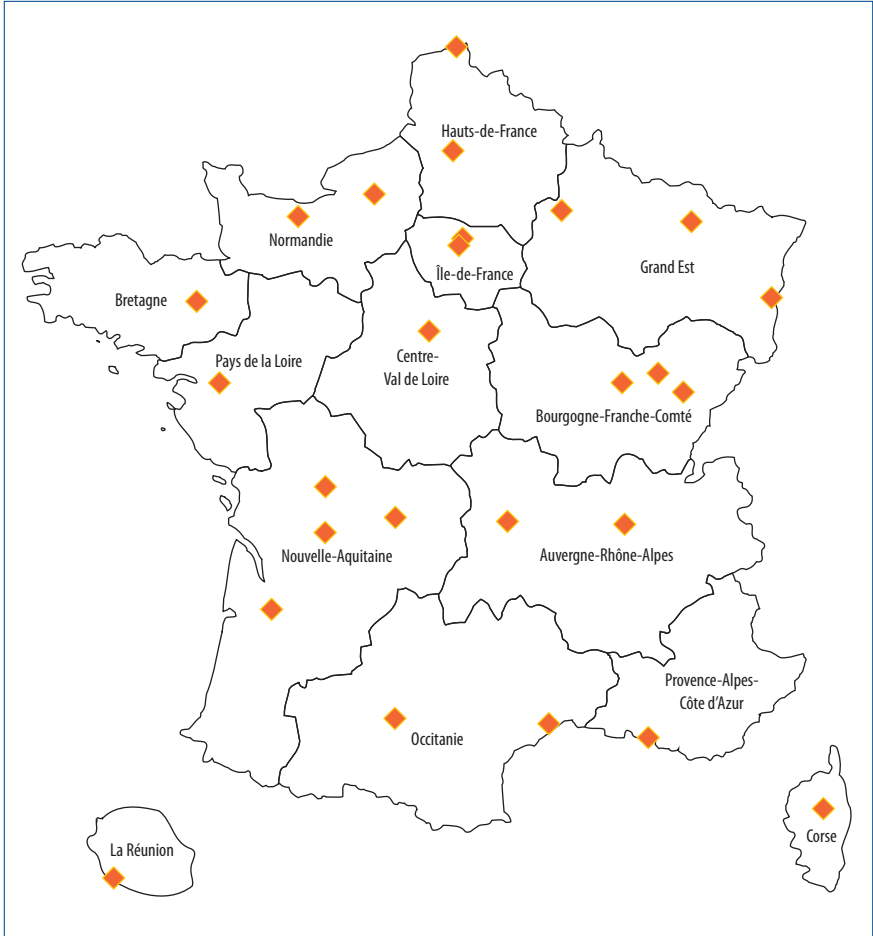 Hauts-de-France
Normandie
Île-de-France
Grand Est
Bretagne
Pays de la Loire
Centre-
Val de Loire
Bourgogne-Franche-Comté
Nouvelle-Aquitaine
Auvergne-Rhône-Alpes
Provence-Alpes-
Côte d'Azur
Occitanie
Corse
La Réunion